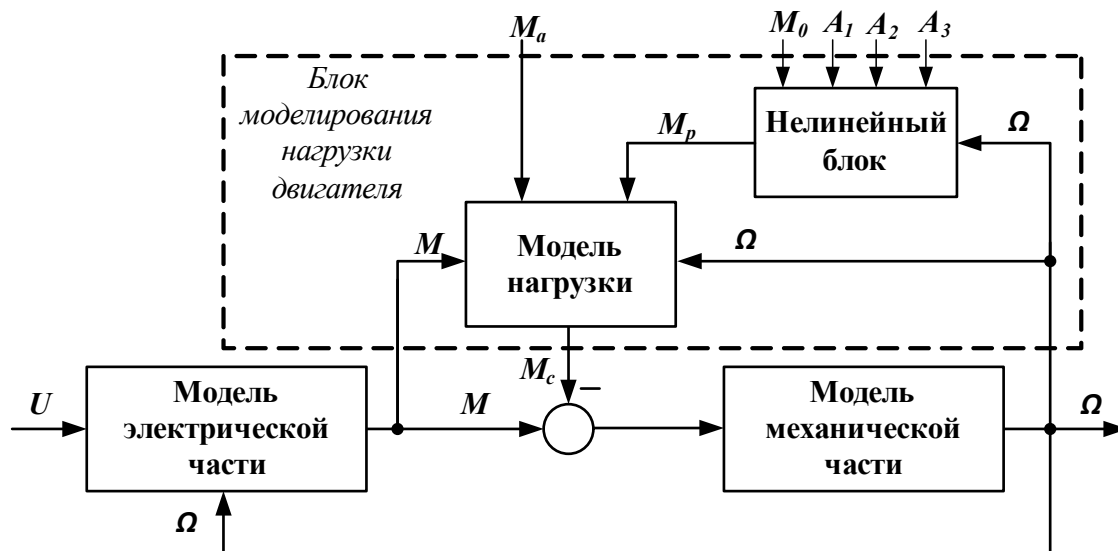 M₀ A₁ A₂ A₃
Mₐ
Блок
моделирования
нагрузки
двигателя
Нелинейный
блок
Mₚ
Ω
Модель
нагрузки
M
Ω
M_c
–
U
Модель
электрической
части
M
Модель
механической
части
Ω
Ω